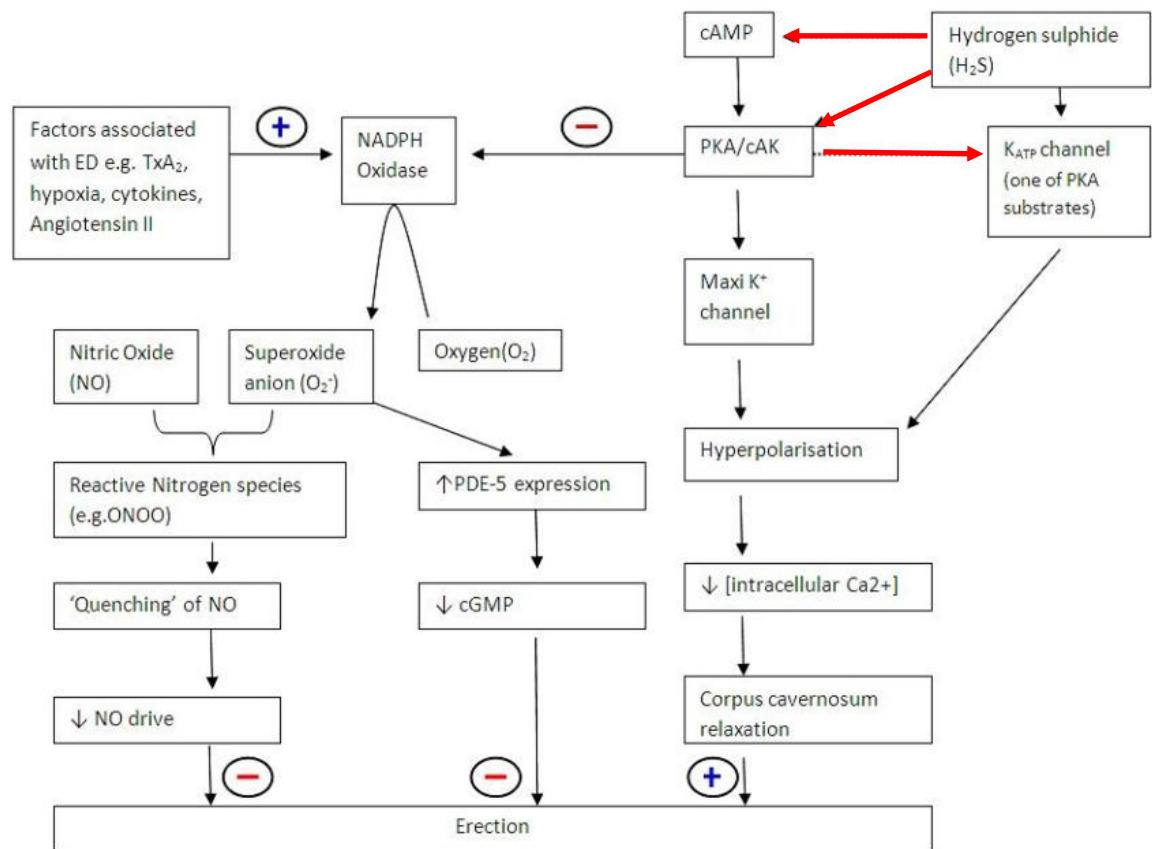 cAMP
Hydrogen sulphide
(H₂S)
Factors associated
with ED e.g. TxA₂,
hypoxia, cytokines,
Angiotensin II
+
NADPH
Oxidase
−
PKA/cAK
K_ATP channel
(one of PKA
substrates)
Maxi K⁺
channel
Nitric Oxide
(NO)
Superoxide
anion (O₂⁻)
Oxygen(O₂)
Hyperpolarisation
Reactive Nitrogen species
(e.g.ONOO)
↑PDE-5 expression
'Quenching' of NO
↓ cGMP
↓ [intracellular Ca2+]
↓ NO drive
Corpus cavernosum
relaxation
−
−
+
Erection